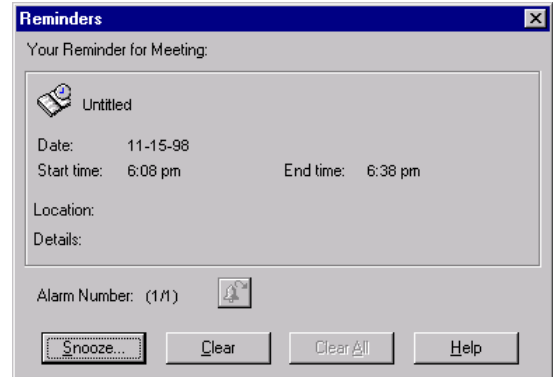 Reminders
Your Reminder for Meeting:
Untitled
Date: 11-15-98
Start time: 6:08 pm End time: 6:38 pm
Location:
Details:
Alarm Number: (1/1)
Snooze... Clear Clear All Help